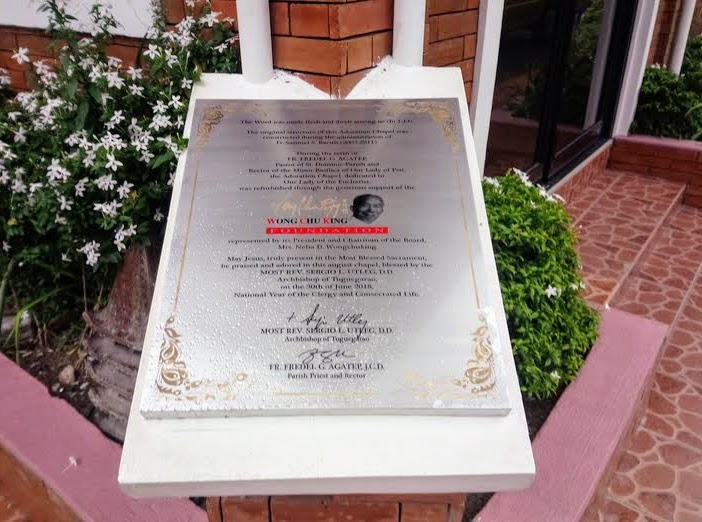 The Word was made flesh and dwelt among us (Jn 1,14).
The original structure of this Adoration Chapel was
constructed during the administration of
Fr. Samuel S. Baruti (2007-2011)
During the term of
FR. FREDEL G. AGATEP,
Pastor of St. Dominic Parish and
Rector of the Minor Basilica of Our Lady of Piat,
the Adoration Chapel, dedicated to
Our Lady of the Eucharist,
was refurbished through the generous support of the
WONG CHU KING
FOUNDATION
represented by its President and Chairman of the Board,
Mrs. Nelia D. Wongchuking
May Jesus, truly present in the Most Blessed Sacrament,
be praised and adored in this august chapel, blessed by the
MOST REV. SERGIO L. UTLEG, D.D.
Archbishop of Tuguegarao,
on the 30th of June 2018,
National Year of the Clergy and Consecrated Life.
MOST REV. SERGIO L. UTLEG, D.D.
Archbishop of Tuguegarao
FR. FREDEL G. AGATEP, J.C.D.
Parish Priest and Rector